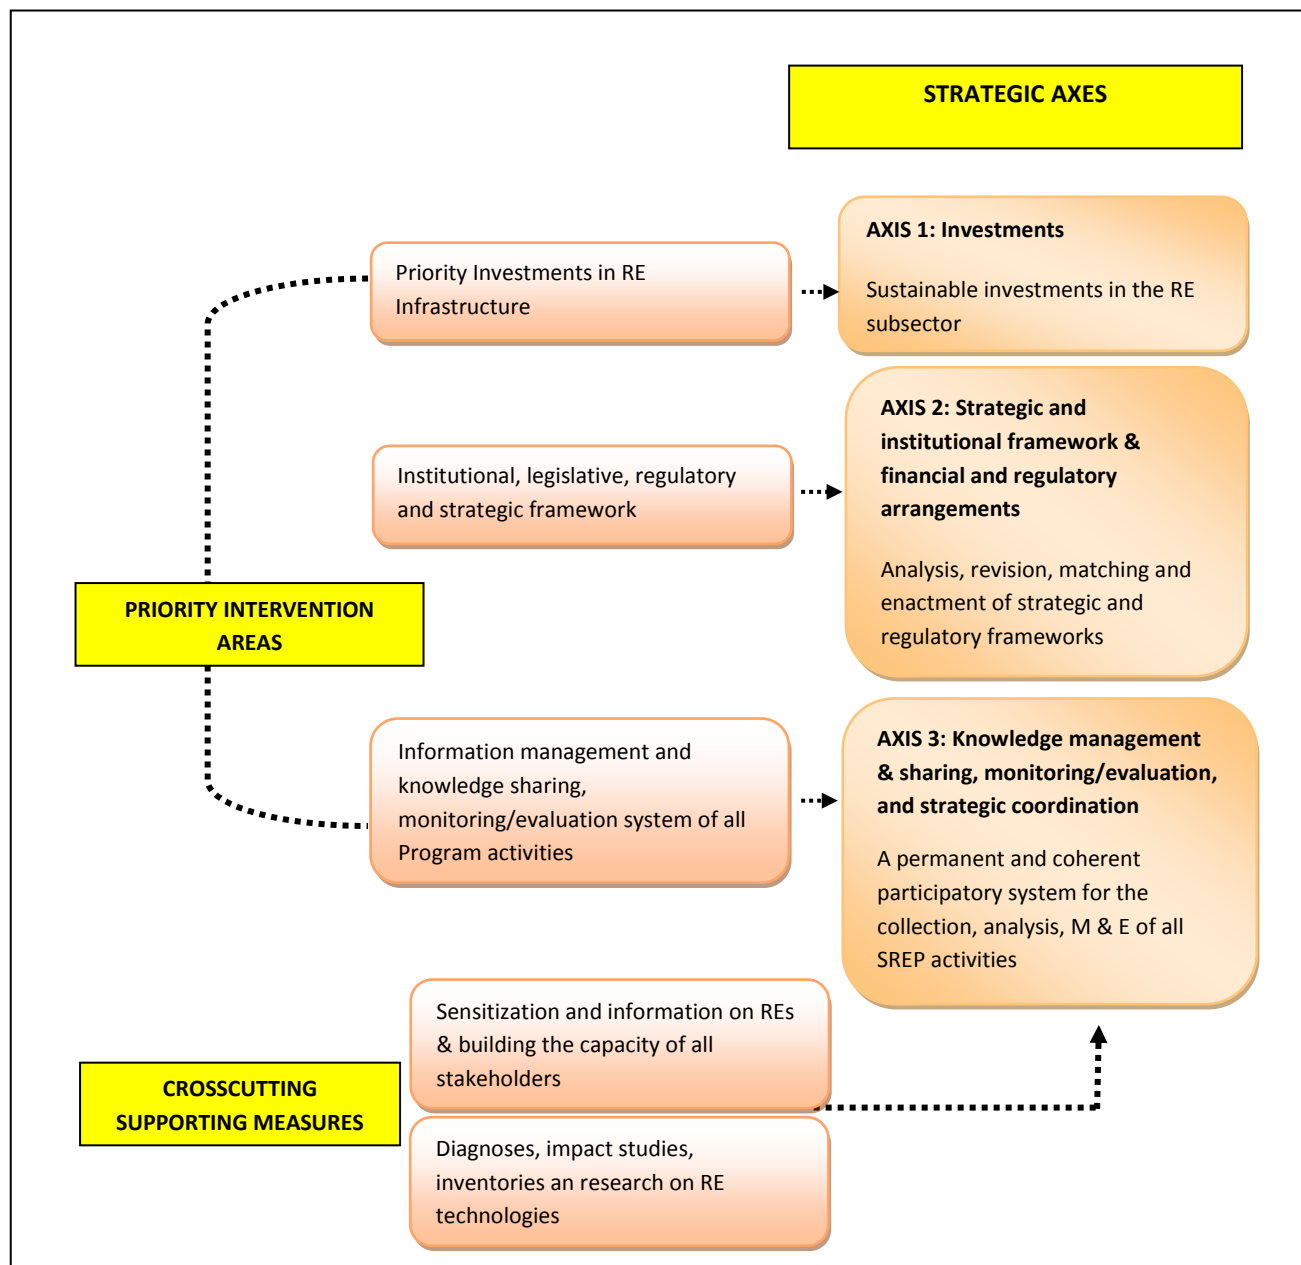 STRATEGIC AXES
Priority Investments in RE
Infrastructure
AXIS 1: Investments
Sustainable investments in the RE
subsector
Institutional, legislative, regulatory
and strategic framework
AXIS 2: Strategic and
institutional framework &
financial and regulatory
arrangements
Analysis, revision, matching and
enactment of strategic and
regulatory frameworks
PRIORITY INTERVENTION
AREAS
Information management and
knowledge sharing,
monitoring/evaluation system of all
Program activities
AXIS 3: Knowledge management
& sharing, monitoring/evaluation,
and strategic coordination
A permanent and coherent
participatory system for the
collection, analysis, M & E of all
SREP activities
CROSSCUTTING
SUPPORTING MEASURES
Sensitization and information on REs
& building the capacity of all
stakeholders
Diagnoses, impact studies,
inventories an research on RE
technologies